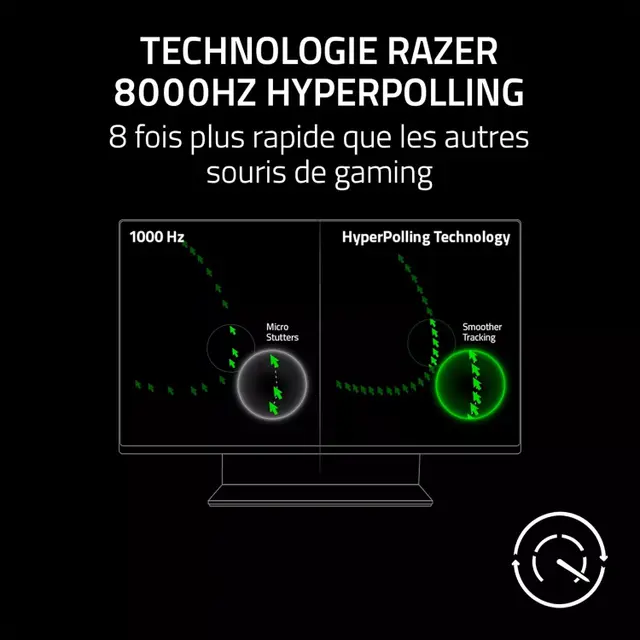 TECHNOLOGIE RAZER
8000HZ HYPERPOLLING
8 fois plus rapide que les autres
souris de gaming
1000 Hz
HyperPolling Technology
Micro
Stutters
Smoother
Tracking